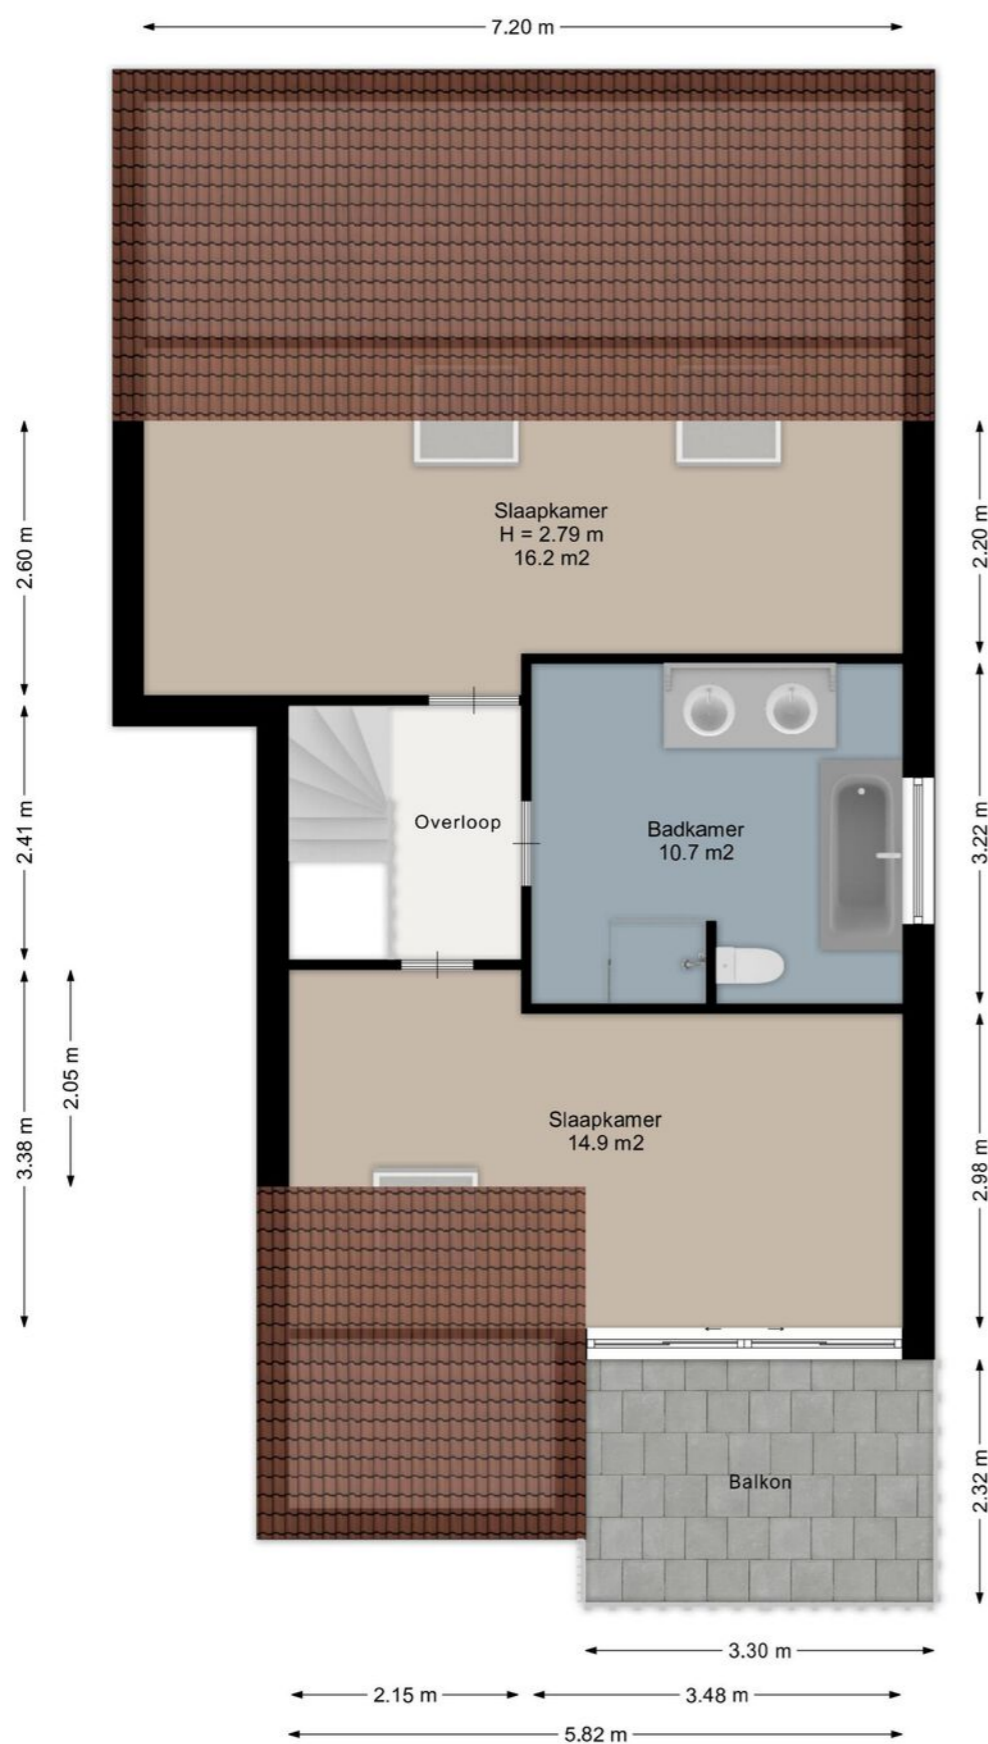 7.20 m
2.60 m
2.20 m
Slaapkamer
H = 2.79 m
16.2 m2
2.41 m
Overloop
Badkamer
10.7 m2
3.22 m
2.05 m
3.38 m
Slaapkamer
14.9 m2
2.98 m
Balkon
2.32 m
3.30 m
2.15 m
3.48 m
5.82 m